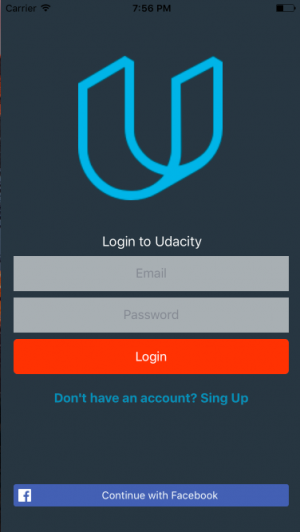 Carrier 7:56 PM
Login to Udacity
Email
Password
Login
Don't have an account? Sing Up
Continue with Facebook